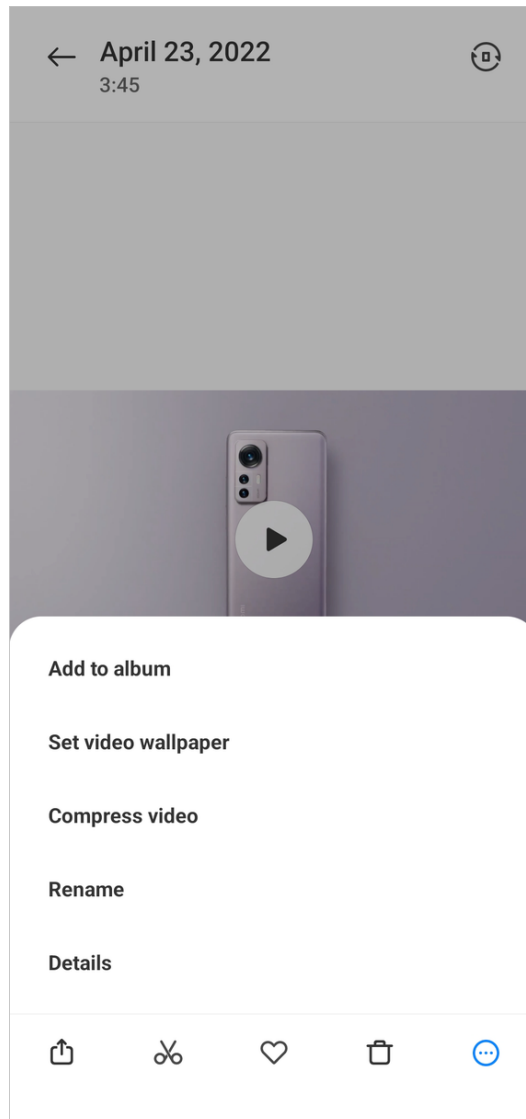 April 23, 2022
3:45
Add to album
Set video wallpaper
Compress video
Rename
Details